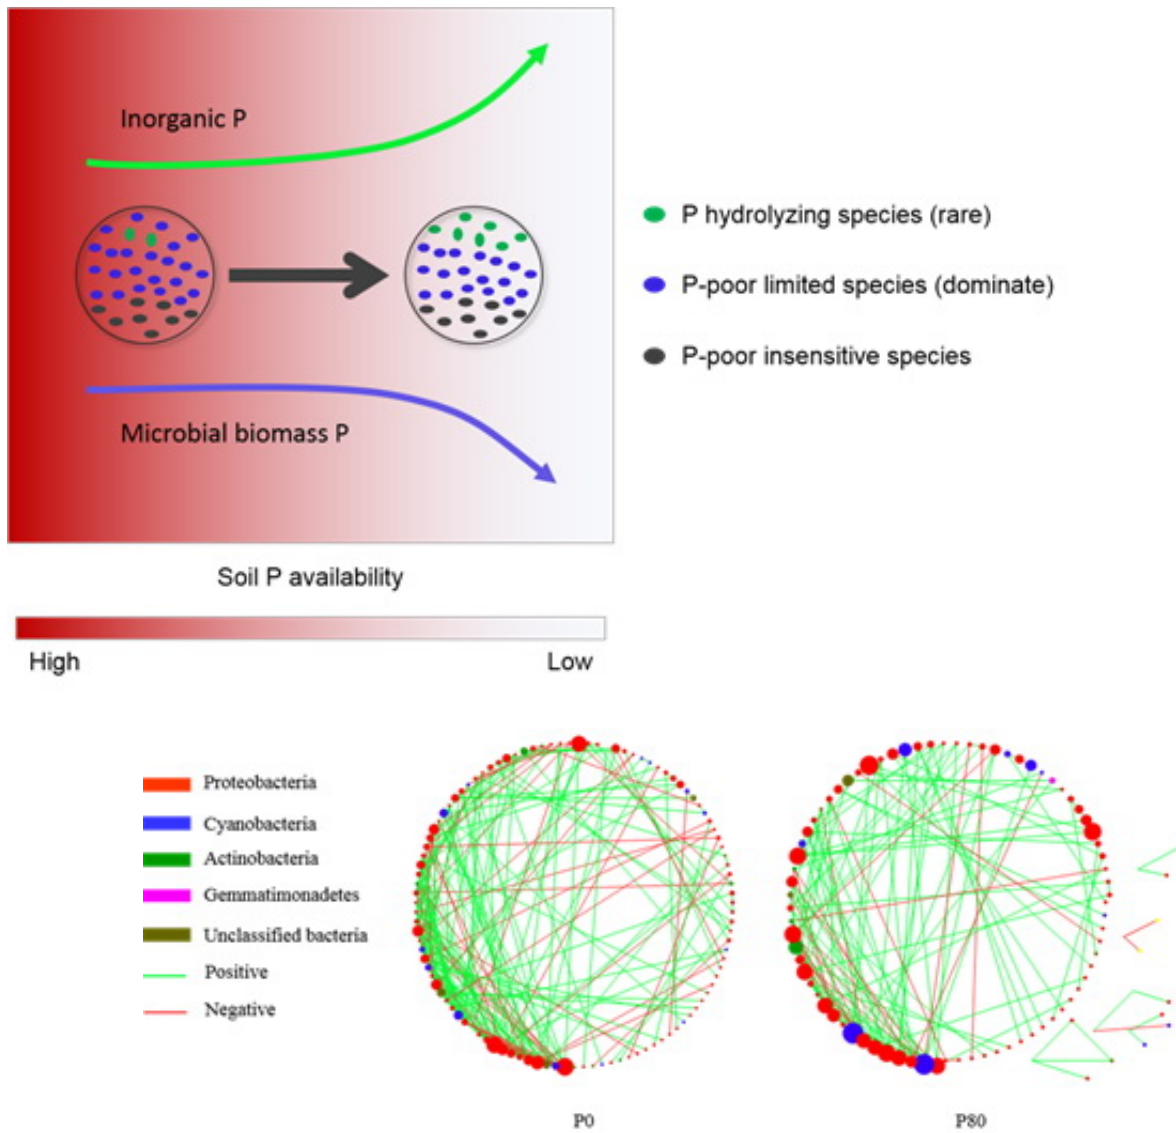 Inorganic P
Microbial biomass P
P hydrolyzing species (rare)
P-poor limited species (dominate)
P-poor insensitive species
Soil P availability
High
Low
Proteobacteria
Cyanobacteria
Actinobacteria
Gemmatimonadetes
Unclassified bacteria
Positive
Negative
P0
P80